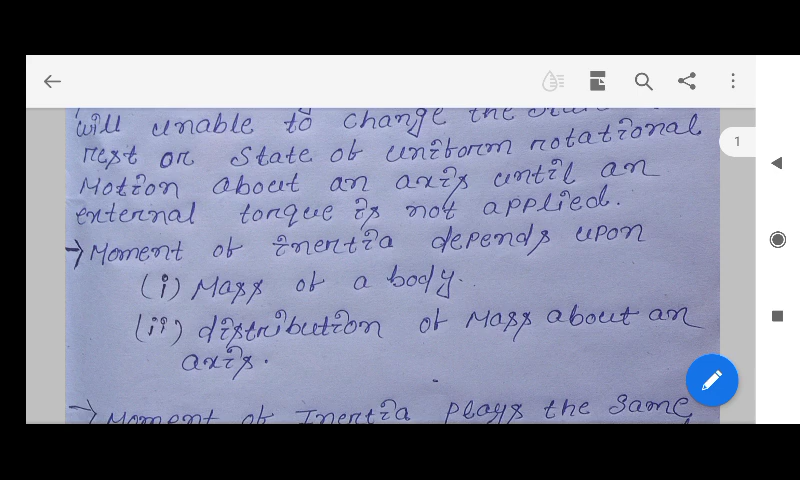 will unable to change the state
rest or state of uniform rotational
Motion about an axis until an
external torque is not applied.
→ Moment of inertia depends upon
(i) Mass of a body.
(ii) distribution of Mass about an
axis.
→ Moment of Inertia plays the same
1